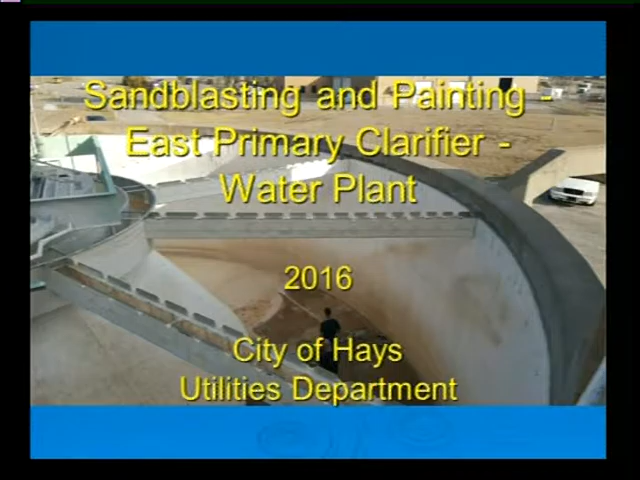 Sandblasting and Painting -
East Primary Clarifier -
Water Plant
2016
City of Hays
Utilities Department